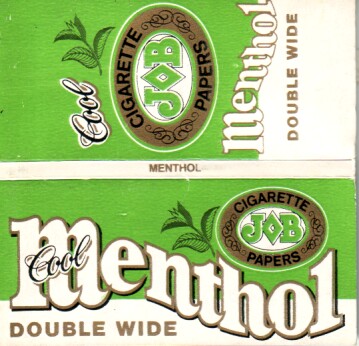 Cool
CIGARETTE
JOB
PAPERS
Menthol
DOUBLE WIDE
MENTHOL
Cool
Menthol
CIGARETTE
JOB
PAPERS
DOUBLE WIDE